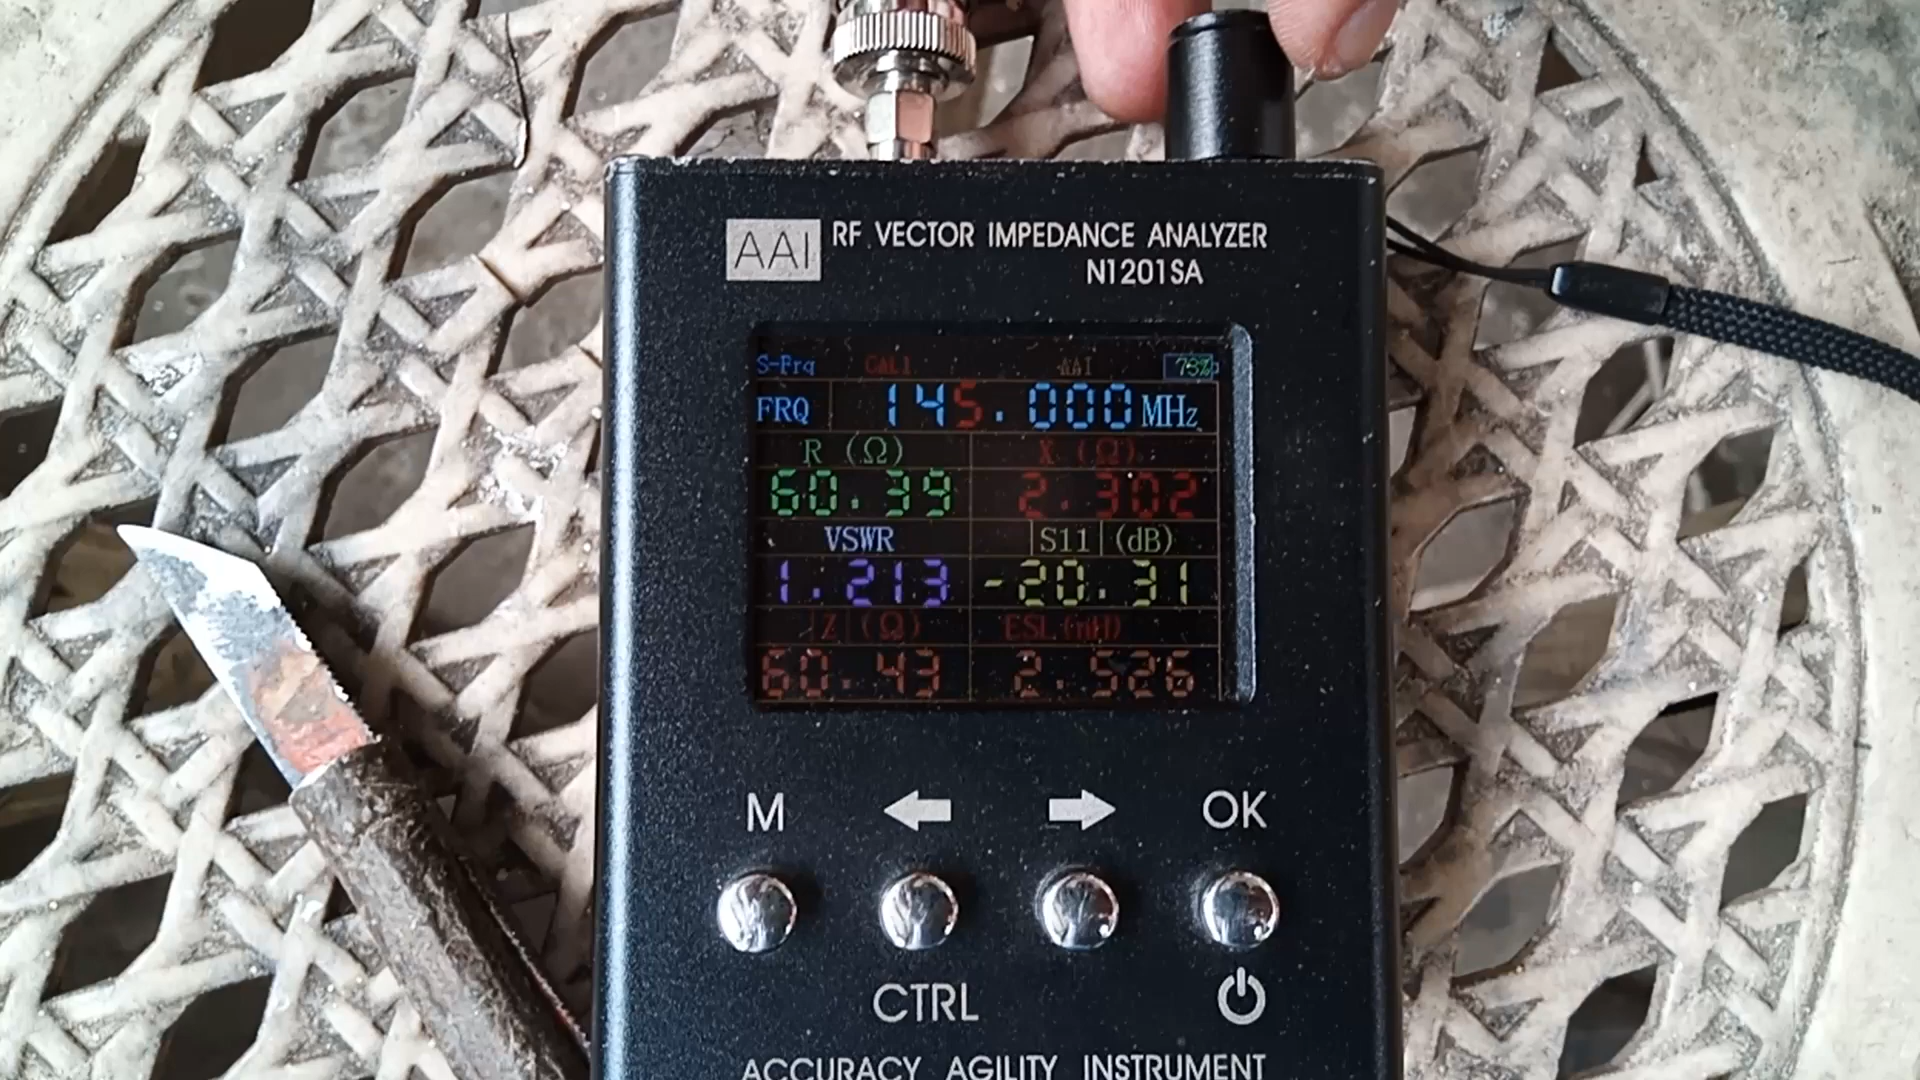 AAI RF VECTOR IMPEDANCE ANALYZER
N1201SA
S-Frq CAL1 AAI 73%
FRQ 145.000 MHz
R (Ω) X (Ω)
60.39 2.302
VSWR |S11| (dB)
1.213 -20.31
|Z| (Ω) ESL(nH)
60.43 2.526
M OK
CTRL
ACCURACY AGILITY INSTRUMENT